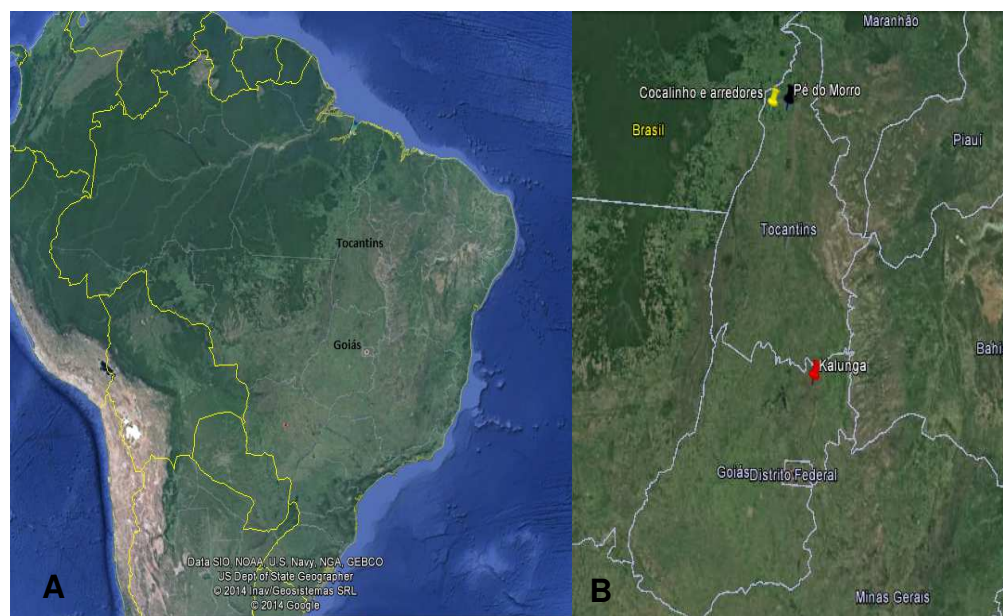 Tocantins
Goiás
Data SIO, NOAA, U.S. Navy, NGA, GEBCO
US Dept of State Geographer
© 2014 Inav/Geosistemas SRL
© 2014 Google
A
Maranhão
Cocalinho e arredores
Pé do Morro
Brasil
Piauí
Tocantins
Kalunga
Bahi
Goiás
Distrito Federal
Minas Gerais
B